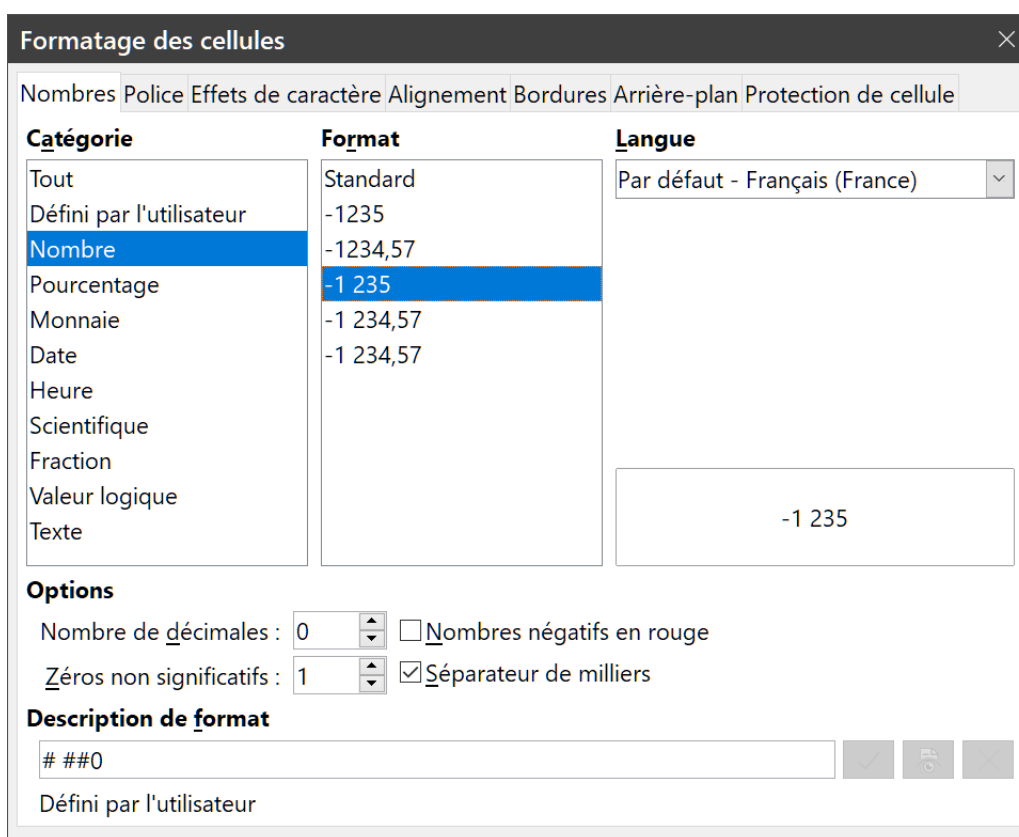 Formatage des cellules
Nombres Police Effets de caractère Alignement Bordures Arrière-plan Protection de cellule
Catégorie
Tout
Défini par l'utilisateur
Nombre
Pourcentage
Monnaie
Date
Heure
Scientifique
Fraction
Valeur logique
Texte
Format
Standard
-1235
-1234,57
-1 235
-1 234,57
-1 234,57
Langue
Par défaut - Français (France)
-1 235
Options
Nombre de décimales : 0
Nombres négatifs en rouge
Zéros non significatifs : 1
Séparateur de milliers
Description de format
# ##0
Défini par l'utilisateur